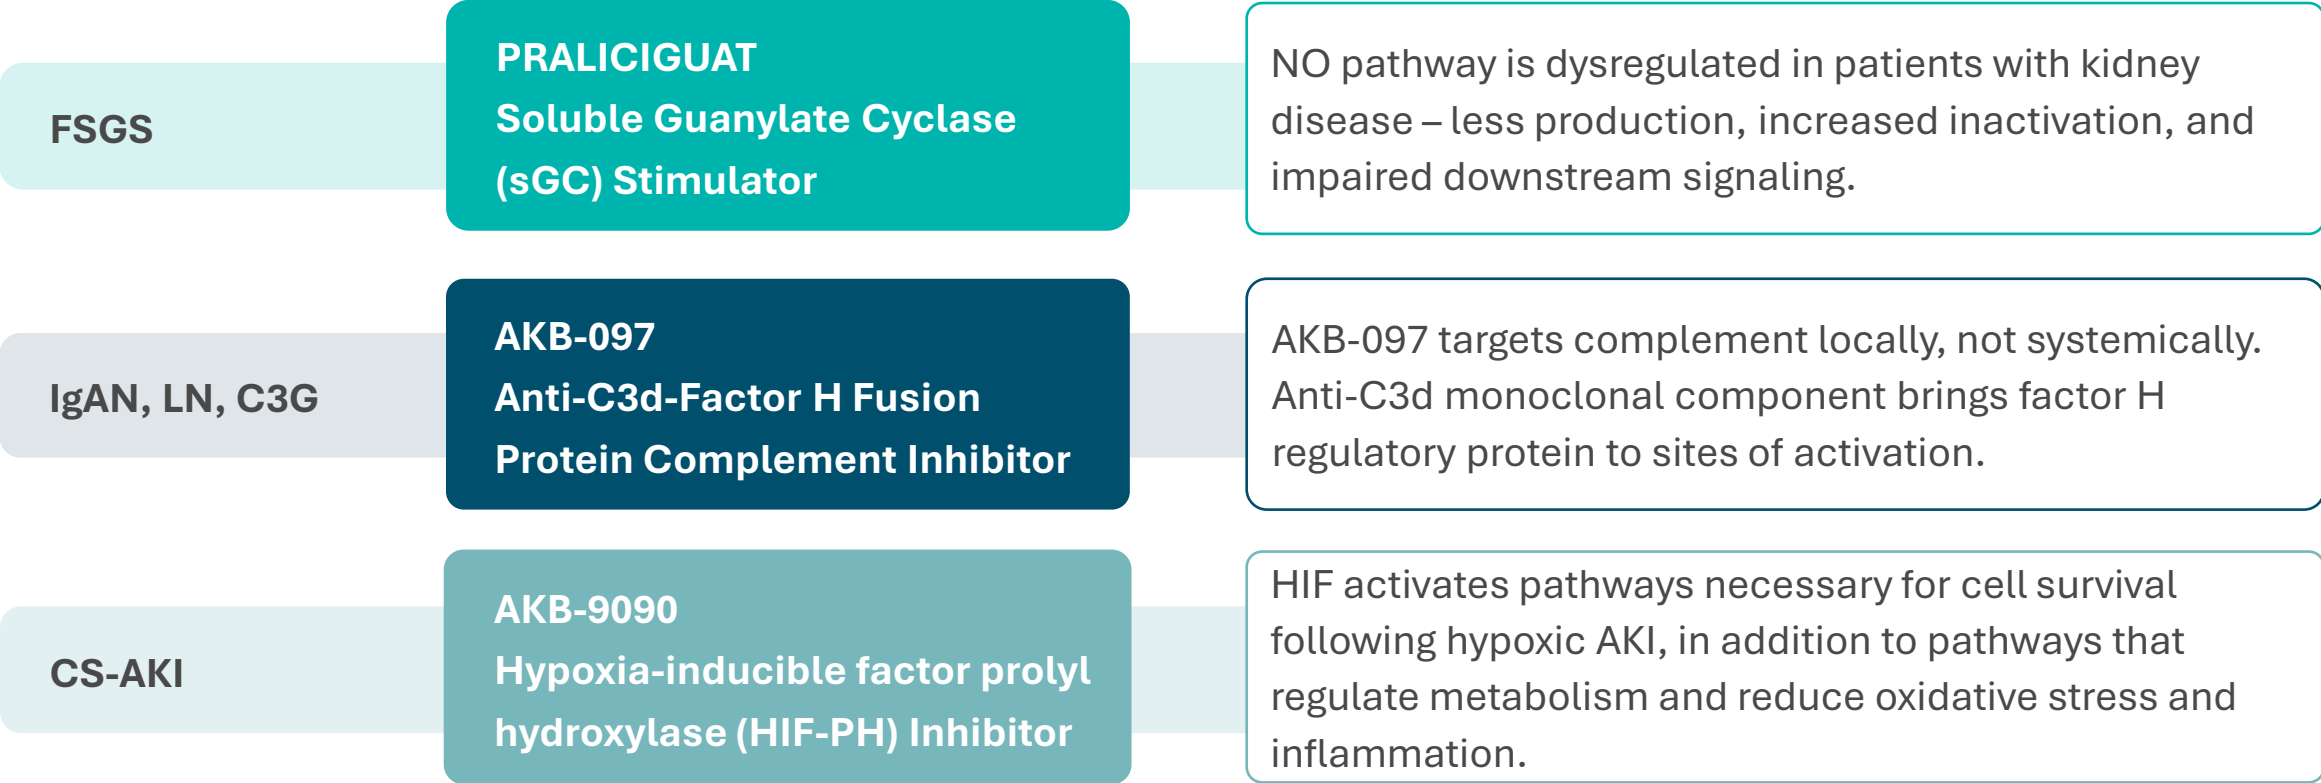 FSGS
PRALICIGUAT
Soluble Guanylate Cyclase
(sGC) Stimulator
NO pathway is dysregulated in patients with kidney
disease – less production, increased inactivation, and
impaired downstream signaling.
IgAN, LN, C3G
AKB-097
Anti-C3d-Factor H Fusion
Protein Complement Inhibitor
AKB-097 targets complement locally, not systemically.
Anti-C3d monoclonal component brings factor H
regulatory protein to sites of activation.
CS-AKI
AKB-9090
Hypoxia-inducible factor prolyl
hydroxylase (HIF-PH) Inhibitor
HIF activates pathways necessary for cell survival
following hypoxic AKI, in addition to pathways that
regulate metabolism and reduce oxidative stress and
inflammation.